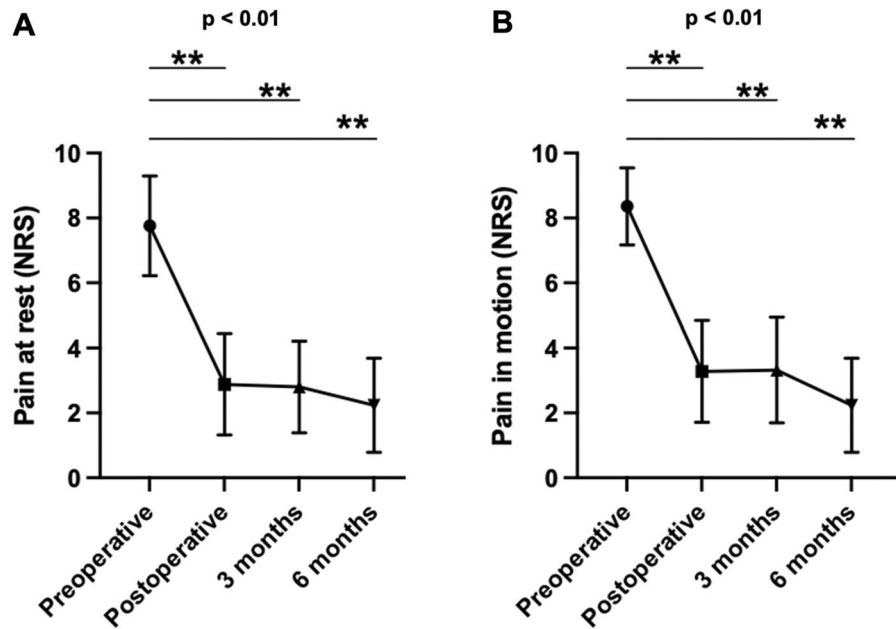 A
p < 0.01
**
**
**
10
8
6
4
2
0
Pain at rest (NRS)
Preoperative
Postoperative
3 months
6 months
B
p < 0.01
**
**
**
10
8
6
4
2
0
Pain in motion (NRS)
Preoperative
Postoperative
3 months
6 months